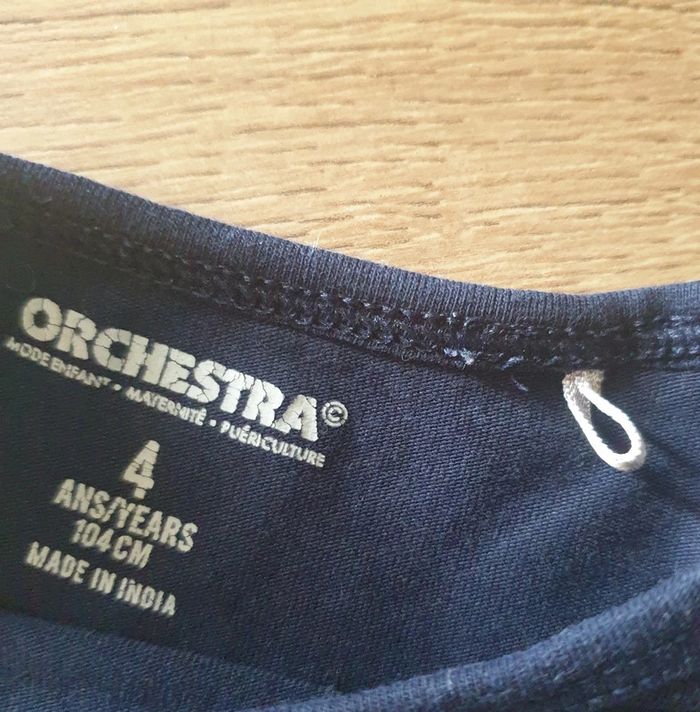 ORCHESTRA©
MODE ENFANT • MATERNITÉ • PUÉRICULTURE
4
ANS/YEARS
104CM
MADE IN INDIA